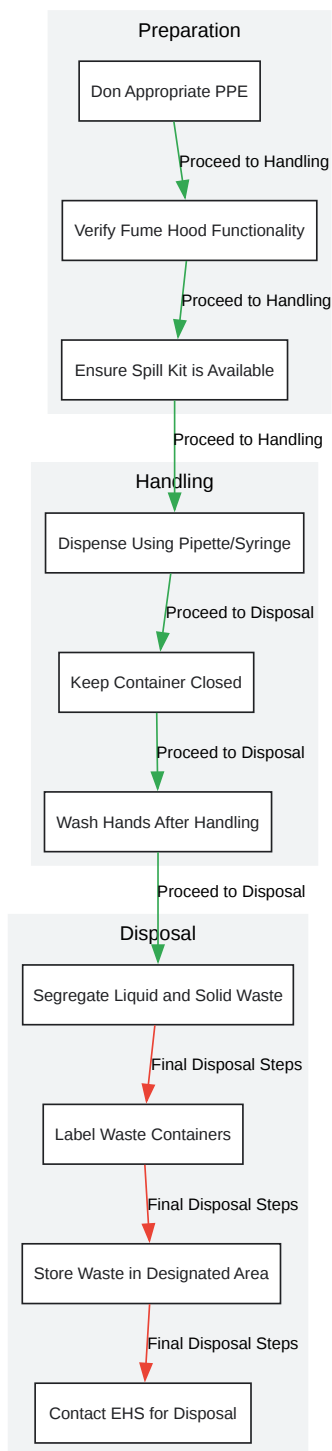 Preparation
Don Appropriate PPE
Proceed to Handling
Verify Fume Hood Functionality
Proceed to Handling
Ensure Spill Kit is Available
Proceed to Handling
Handling
Dispense Using Pipette/Syringe
Proceed to Disposal
Keep Container Closed
Proceed to Disposal
Wash Hands After Handling
Proceed to Disposal
Disposal
Segregate Liquid and Solid Waste
Final Disposal Steps
Label Waste Containers
Final Disposal Steps
Store Waste in Designated Area
Final Disposal Steps
Contact EHS for Disposal